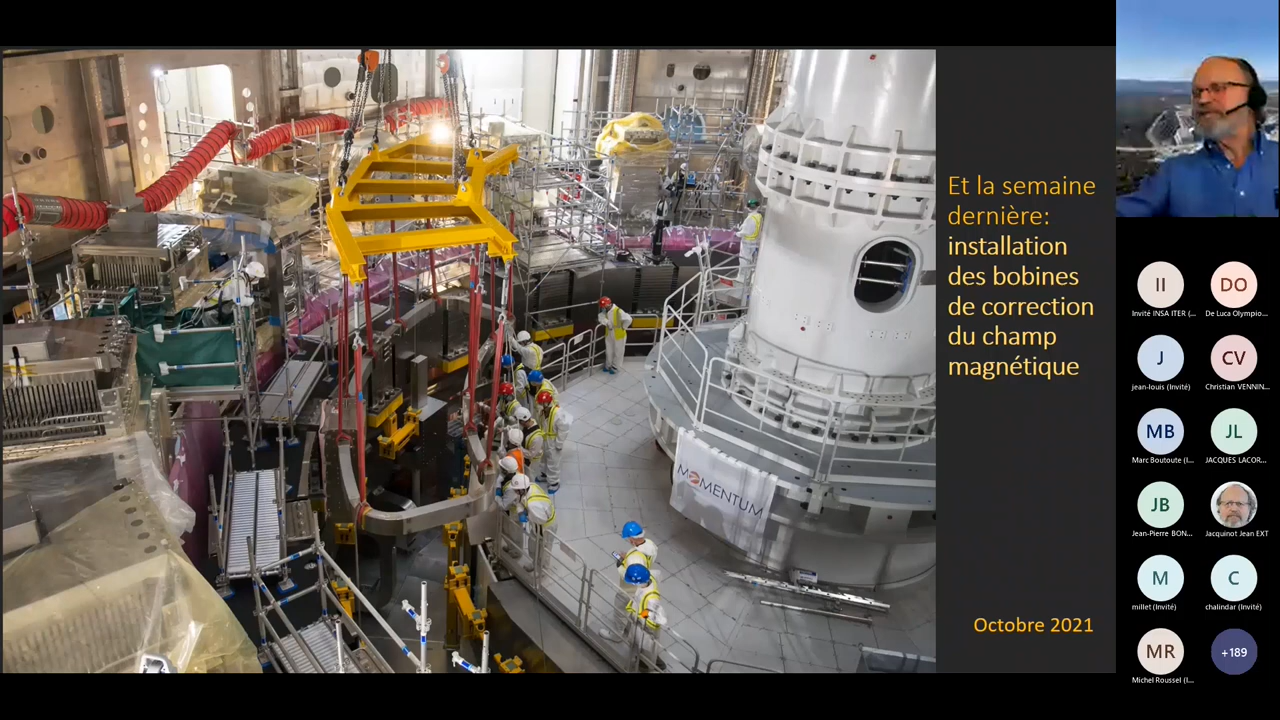 Et la semaine
dernière:
installation
des bobines
de correction
du champ
magnétique
Octobre 2021
MOMENTUM
II
DO
Invité INSA ITER (...
De Luca Olympio...
J
CV
jean-louis (Invité)
Christian VENNIN...
MB
JL
Marc Boutoute (I...
JACQUES LACOR...
JB
Jean-Pierre BON...
Jacquinot Jean EXT
M
C
millet (Invité)
chalindar (Invité)
MR
+189
Michel Roussel (I...